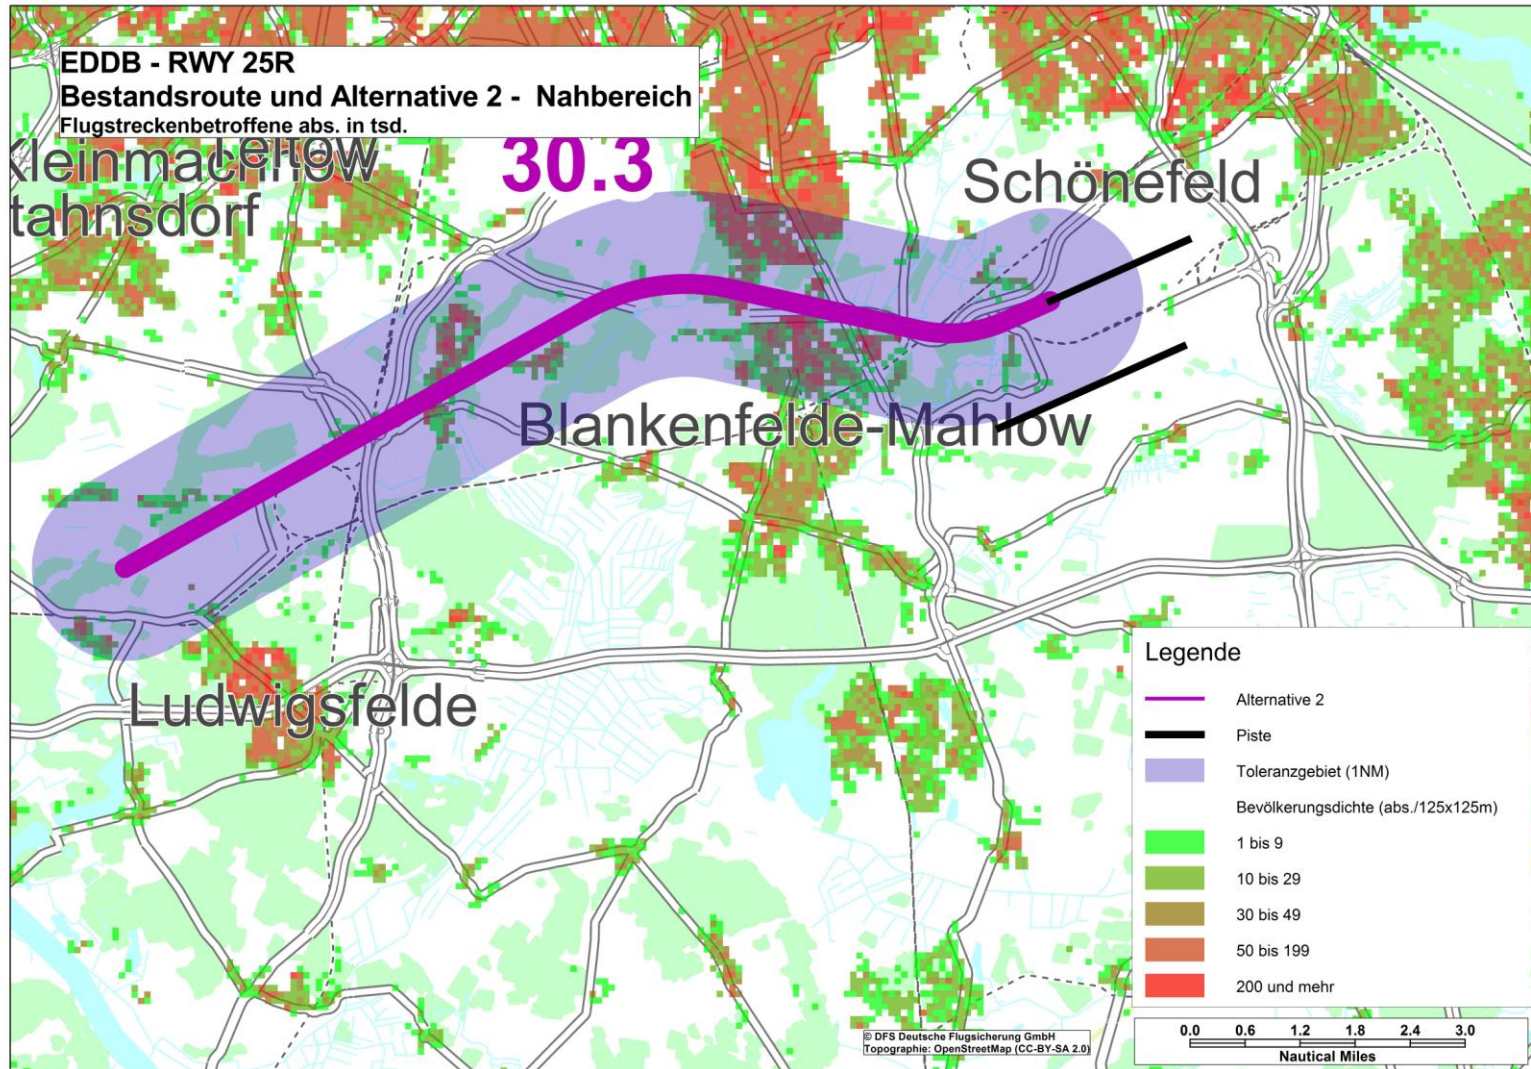 EDDB - RWY 25R
Bestandsroute und Alternative 2 - Nahbereich
Flugstreckenbetroffene abs. in tsd.
Teltow
Kleinmachnow
tahnsdorf
30.3
Schönefeld
Blankenfelde-Mahlow
Ludwigsfelde
Legende
Alternative 2
Piste
Toleranzgebiet (1NM)
Bevölkerungsdichte (abs./125x125m)
1 bis 9
10 bis 29
30 bis 49
50 bis 199
200 und mehr
© DFS Deutsche Flugsicherung GmbH
Topographie: OpenStreetMap (CC-BY-SA 2.0)
0.0 0.6 1.2 1.8 2.4 3.0
Nautical Miles